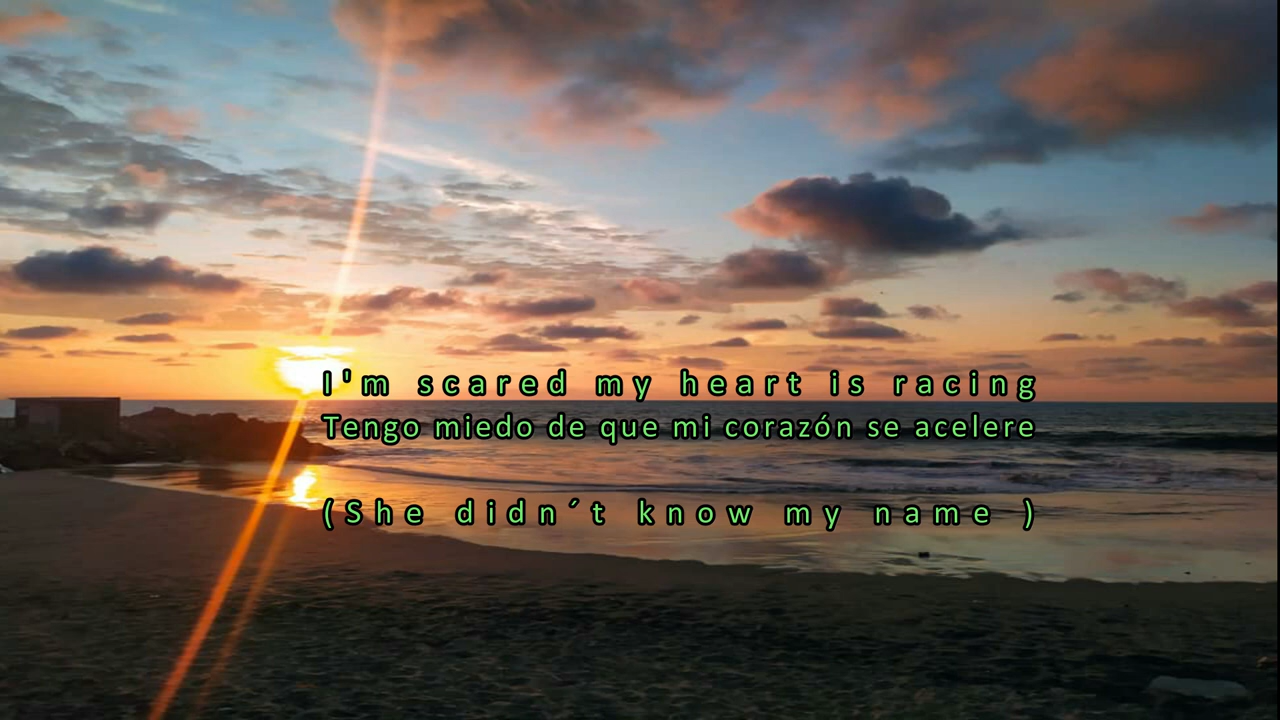 I'm scared my heart is racing
Tengo miedo de que mi corazón se acelere
(She didn´t know my name )